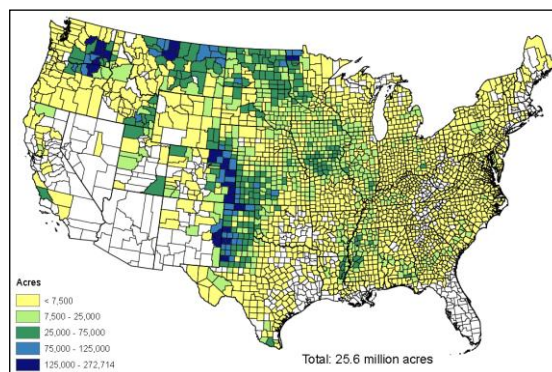 Acres
< 7,500
7,500 - 25,000
25,000 - 75,000
75,000 - 125,000
125,000 - 272,714
Total: 25.6 million acres